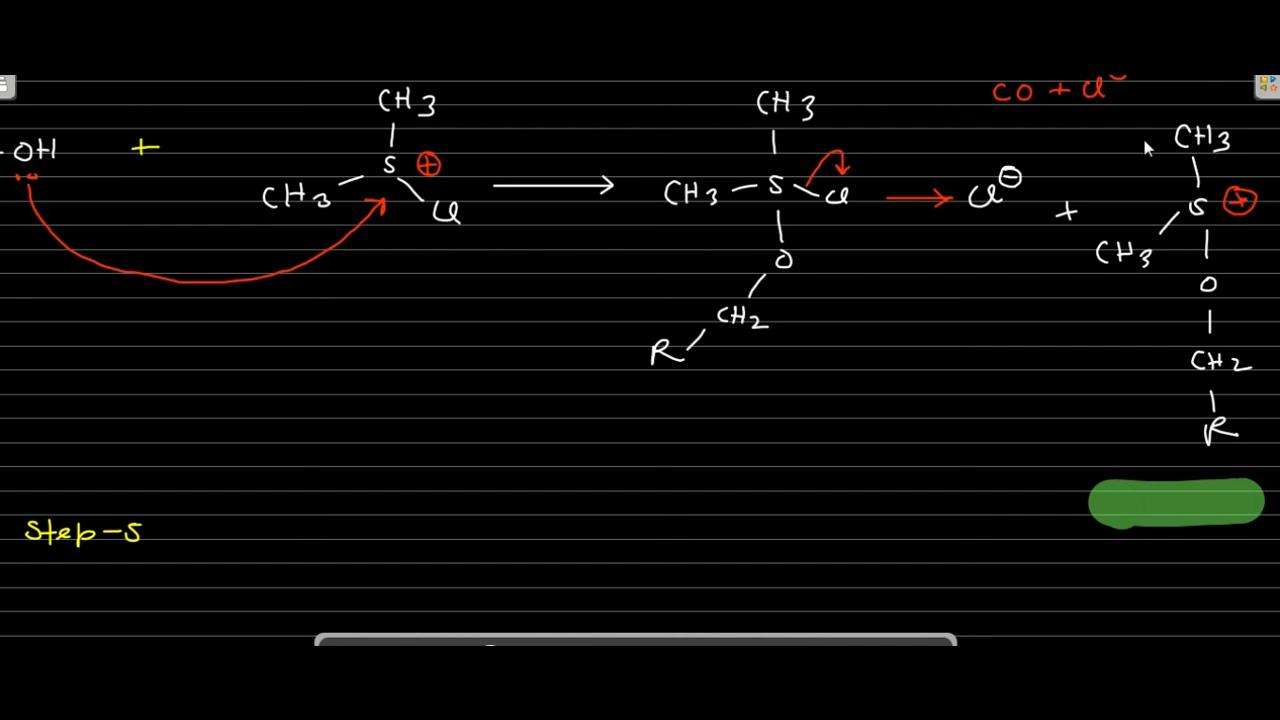 CO + Cl⊖
CH3 CH3 CH3
- OH + S ⊕
CH3 Cl CH3 - S Cl Cl⊖ + S ⊕
O CH3
O
CH2
R CH2
R
Step-5